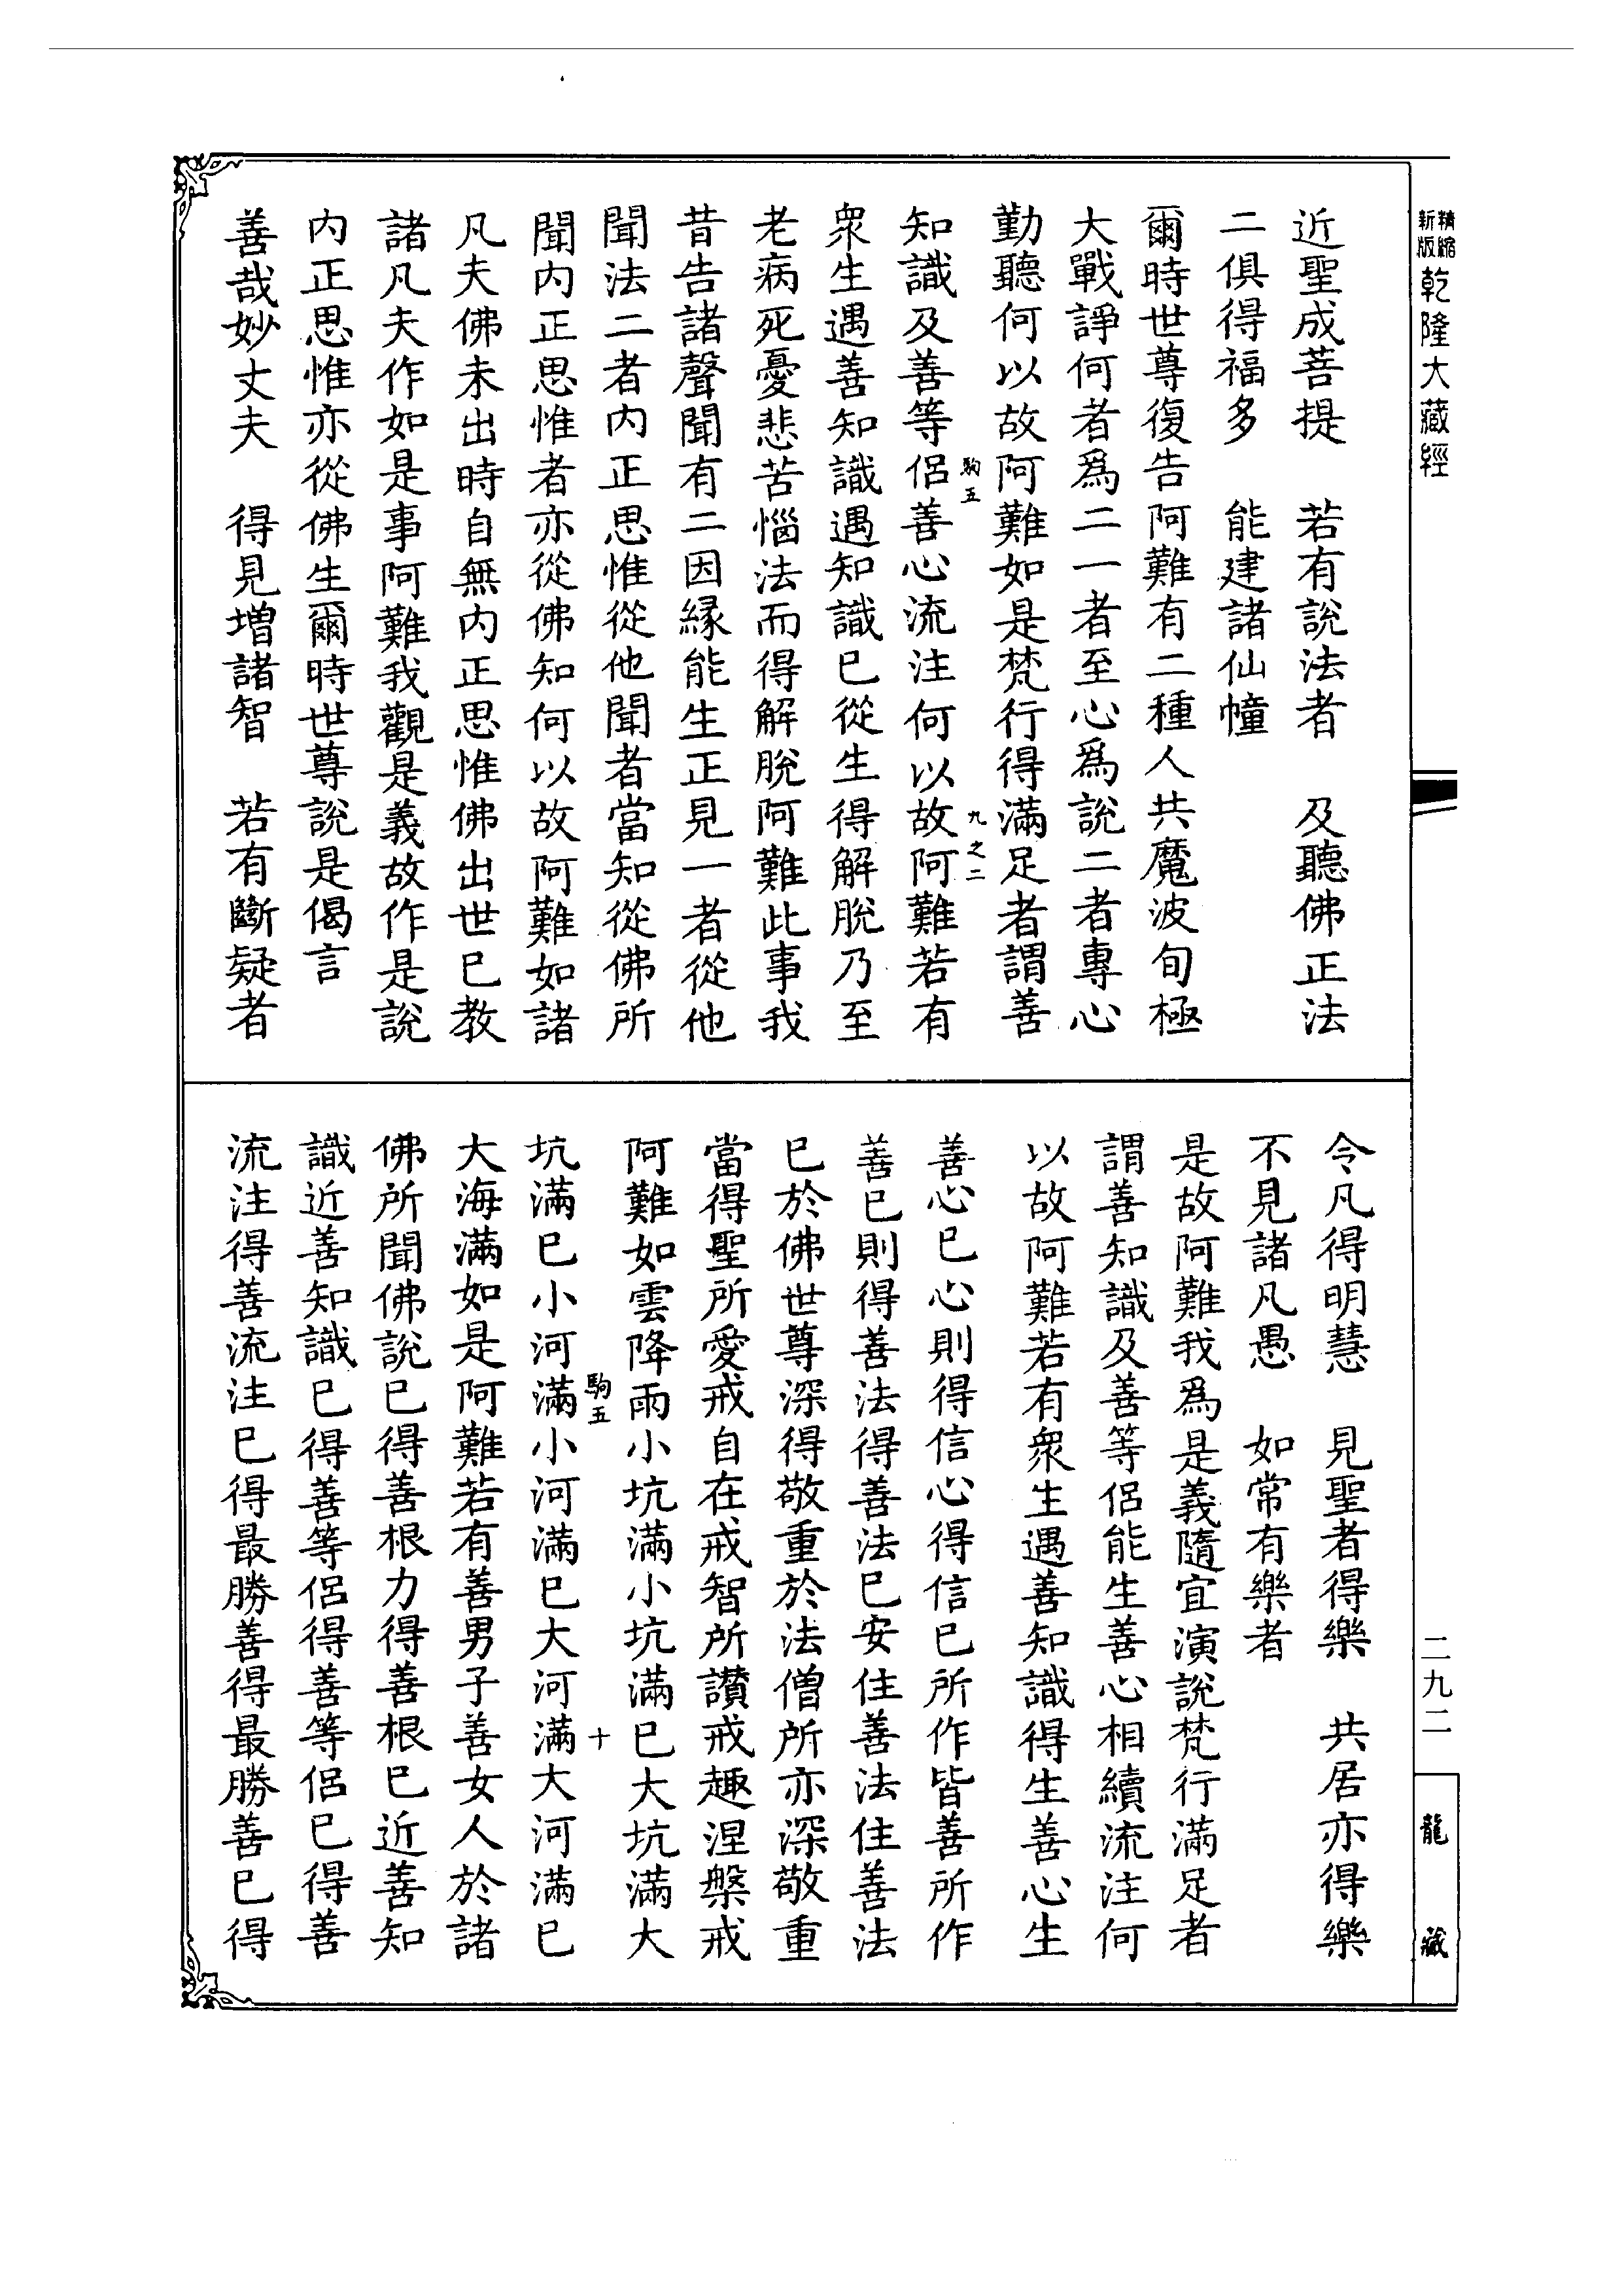 精縮新版乾隆大藏經
近聖成菩提　若有說法者　及聽佛正法
二俱得福多　能建諸仙幢
爾時世尊復告阿難有二種人共魔波旬極
大戰諍何者爲二一者至心爲說二者專心
勤聽何以故阿難如是梵行得滿足者謂善
駒五　九之二
知識及善等侶善心流注何以故阿難若有
衆生遇善知識遇知識已從生得解脫乃至
老病死憂悲苦惱法而得解脫阿難此事我
昔告諸聲聞有二因緣能生正見一者從他
聞法二者內正思惟從他聞者當知從佛所
聞內正思惟者亦從佛知何以故阿難如諸
凡夫佛未出時自無內正思惟佛出世已教
諸凡夫作如是事阿難我觀是義故作是說
內正思惟亦從佛生爾時世尊說是偈言
善哉妙丈夫　得見增諸智　若有斷疑者
令凡得明慧　見聖者得樂　共居亦得樂
不見諸凡愚　如常有樂者
是故阿難我爲是義隨宜演說梵行滿足者
謂善知識及善等侶能生善心相續流注何
以故阿難若有衆生遇善知識得生善心生
善心已心則得信心得信已所作皆善所作
善已則得善法得善法已安住善法住善法
已於佛世尊深得敬重於法僧所亦深敬重
當得聖所愛戒自在戒智所讚戒趣涅槃戒
阿難如雲降雨小坑滿小坑滿已大坑滿大
駒五　十
坑滿已小河滿小河滿已大河滿大河滿已
大海滿如是阿難若有善男子善女人於諸
佛所聞佛說已得善根力得善根已近善知
識近善知識已得善等侶得善等侶已得善
流注得善流注已得最勝善得最勝善已得
二九二
龍藏